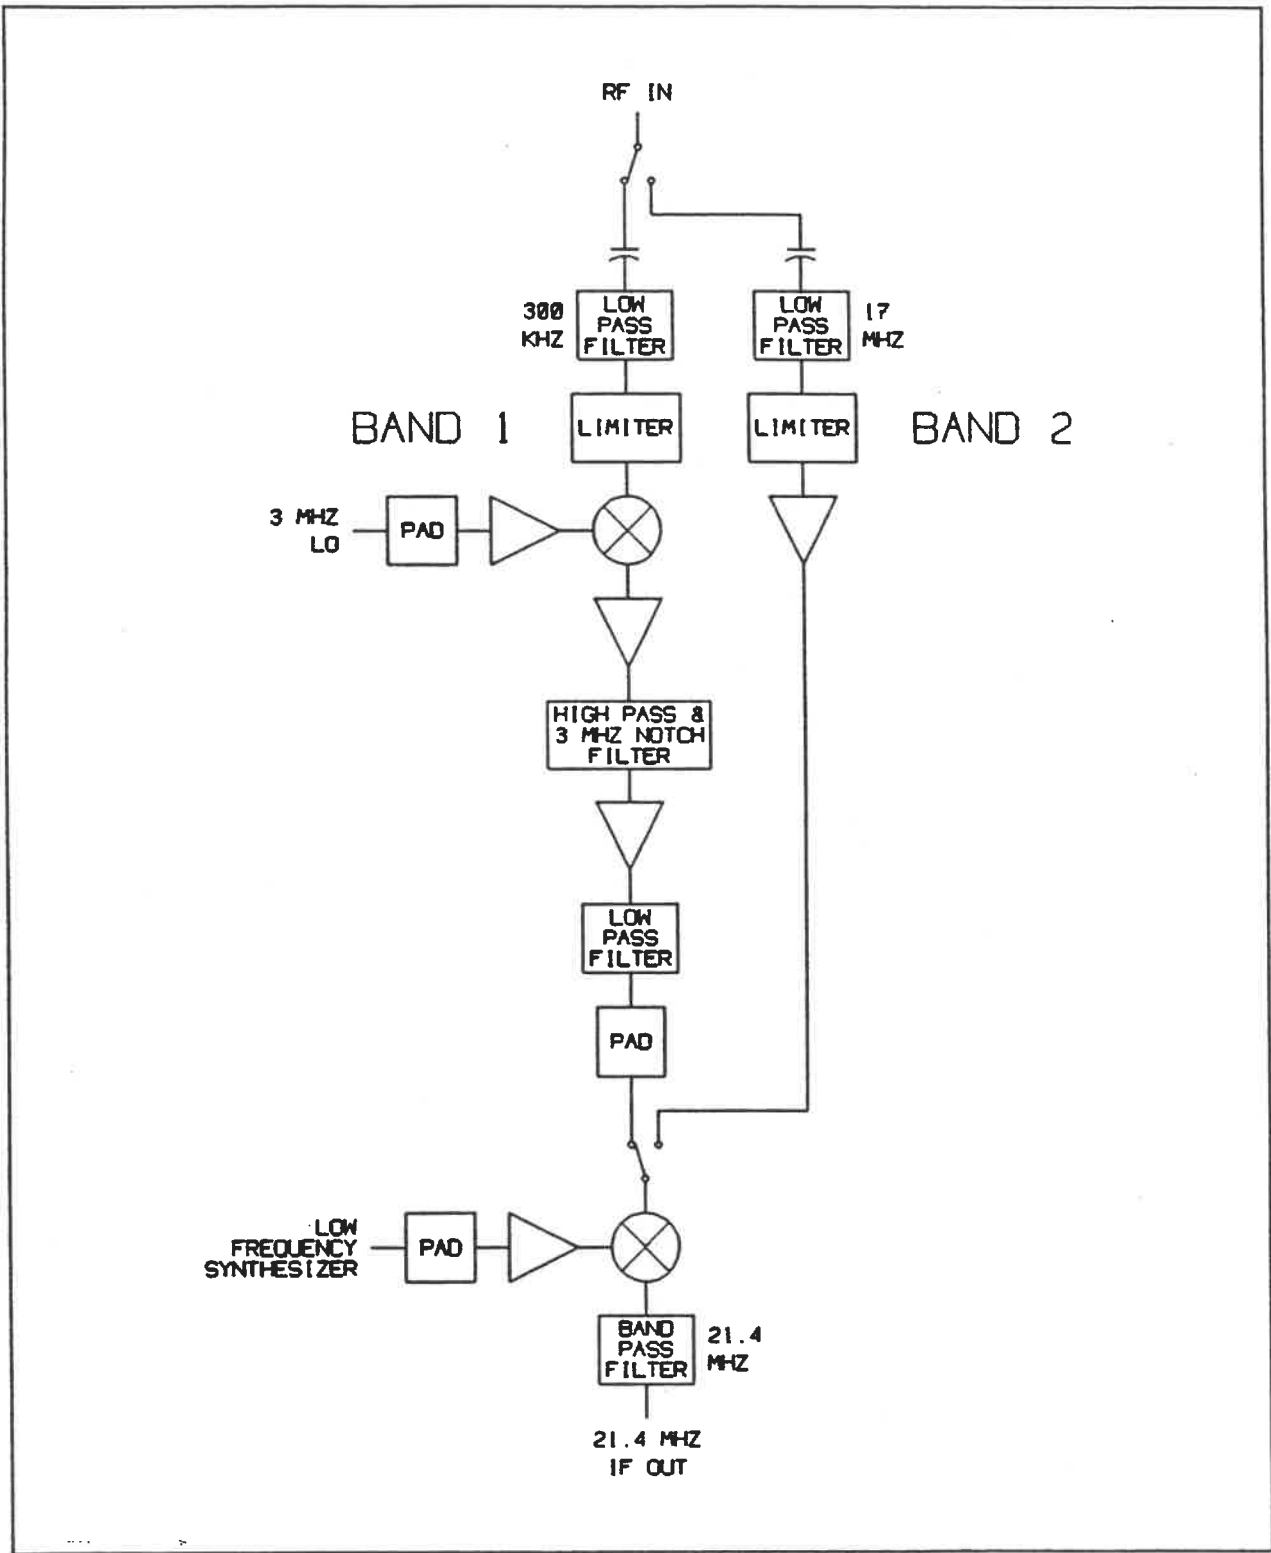 RF IN
300
KHZ
LOW
PASS
FILTER
LOW
PASS
FILTER
17
MHZ
BAND 1
LIMITER
LIMITER
BAND 2
3 MHZ
LO
PAD
HIGH PASS &
3 MHZ NOTCH
FILTER
LOW
PASS
FILTER
PAD
LOW
FREQUENCY
SYNTHESIZER
PAD
BAND
PASS
FILTER
21.4
MHZ
21.4 MHZ
IF OUT